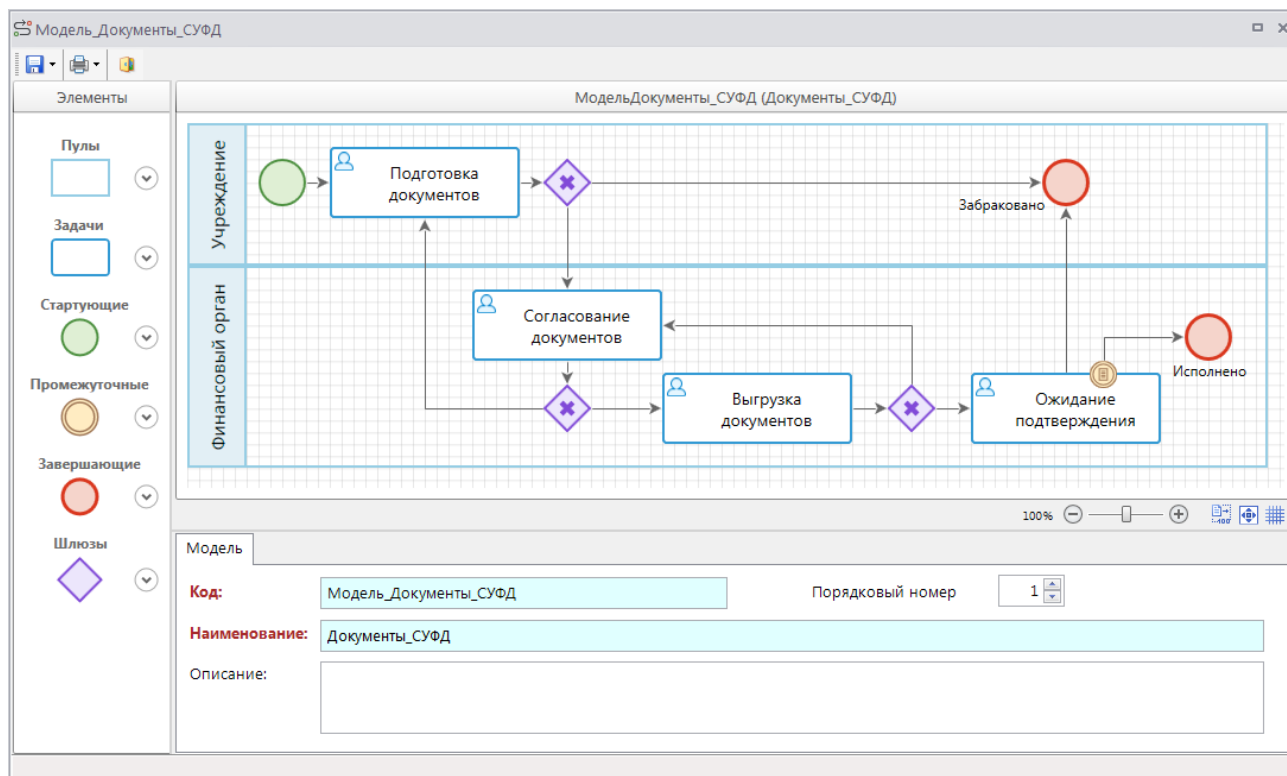 Модель_Документы_СУФД
Элементы
МодельДокументы_СУФД (Документы_СУФД)
Пулы
Задачи
Стартующие
Промежуточные
Завершающие
Шлюзы
Учреждение
Подготовка
документов
Забраковано
Финансовый орган
Согласование
документов
Выгрузка
документов
Ожидание
подтверждения
Исполнено
100%
Модель
Код:
Модель_Документы_СУФД
Порядковый номер
1
Наименование:
Документы_СУФД
Описание: